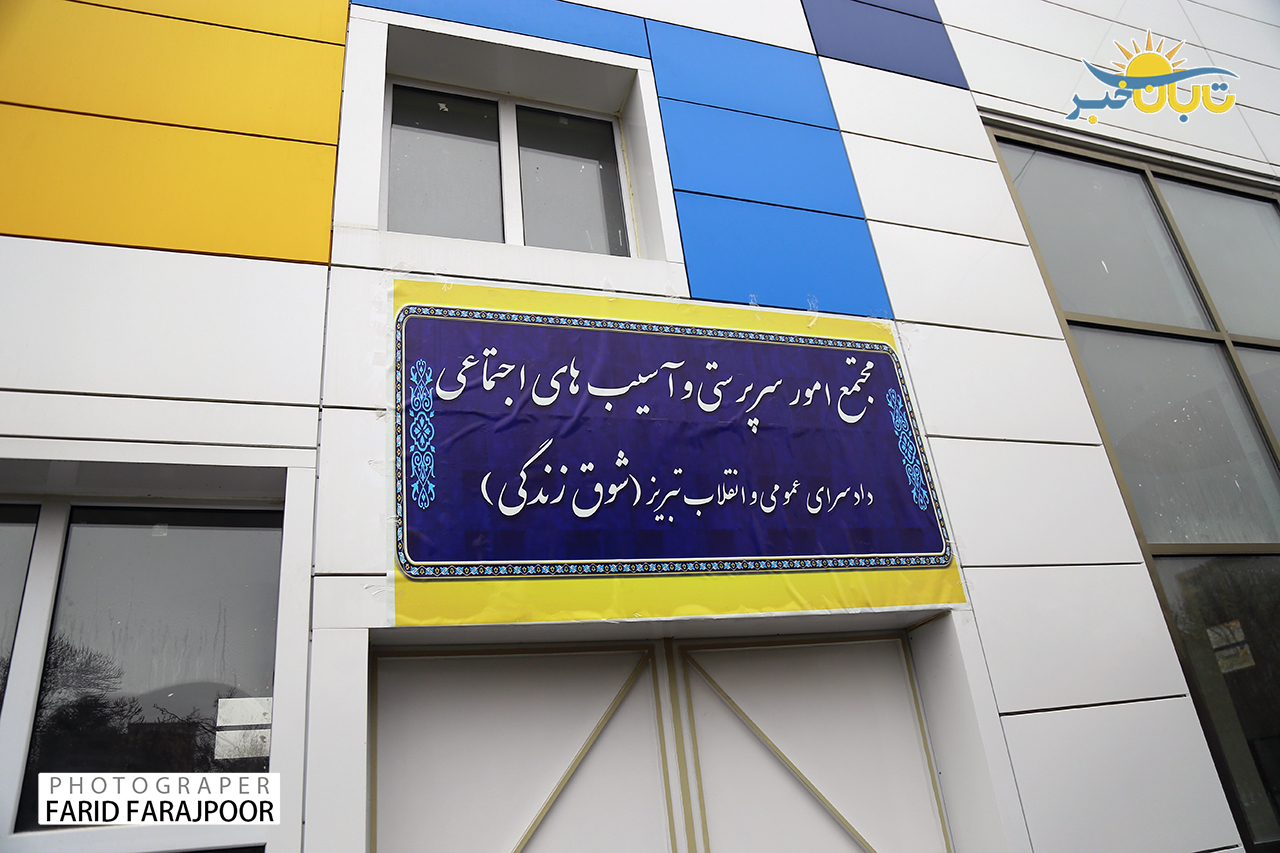 تابان خبر
مجتمع امور سرپرستی و آسیب های اجتماعی
دادسرای عمومی و انقلاب تبریز (شوق زندگی)
PHOTOGRAPER
FARID FARAJPOOR